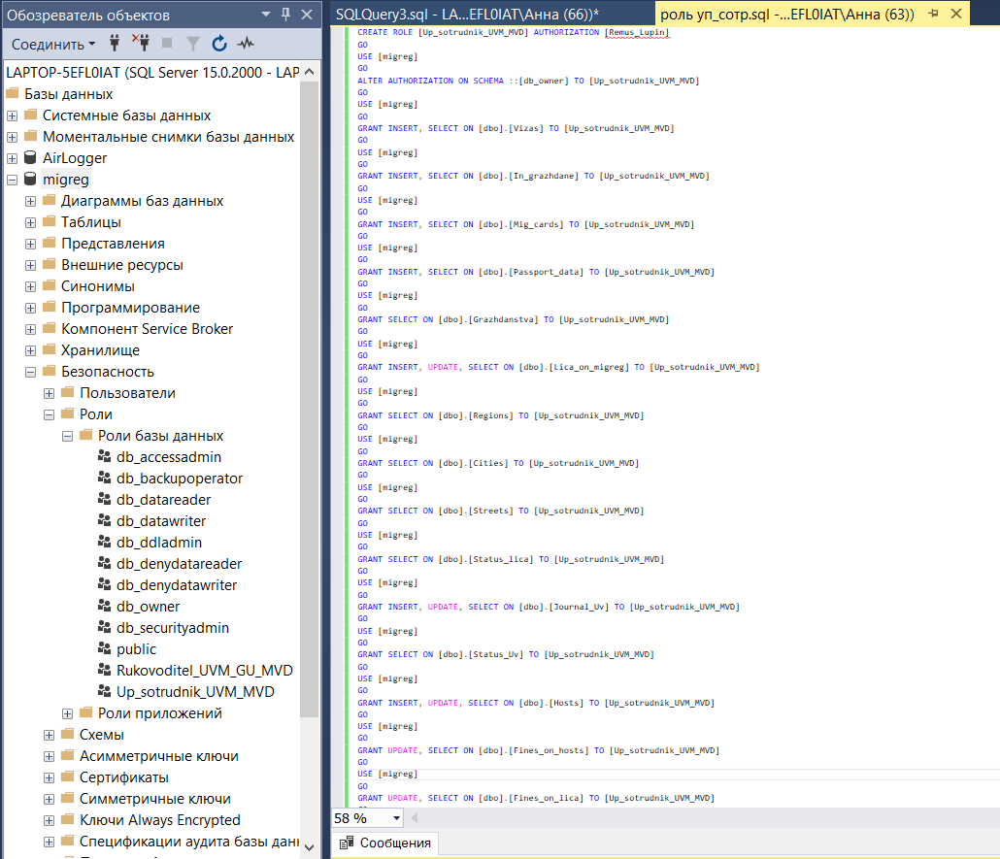 Обозреватель объектов
Соединить
LAPTOP-5EFL0IAT (SQL Server 15.0.2000 - LAP
Базы данных
Системные базы данных
Моментальные снимки базы данных
AirLogger
migreg
Диаграммы баз данных
Таблицы
Представления
Внешние ресурсы
Синонимы
Программирование
Компонент Service Broker
Хранилище
Безопасность
Пользователи
Роли
Роли базы данных
db_accessadmin
db_backupoperator
db_datareader
db_datawriter
db_ddladmin
db_denydatareader
db_denydatawriter
db_owner
db_securityadmin
public
Rukovoditel_UVM_GU_MVD
Up_sotrudnik_UVM_MVD
Роли приложений
Схемы
Асимметричные ключи
Сертификаты
Симметричные ключи
Ключи Always Encrypted
Спецификации аудита базы данн
SQLQuery3.sql - LA...EFL0IAT\Анна (66))*
роль уп_сотр.sql -...EFL0IAT\Анна (63))
CREATE ROLE [Up_sotrudnik_UVM_MVD] AUTHORIZATION [Remus_Lupin]
GO
USE [migreg]
GO
ALTER AUTHORIZATION ON SCHEMA ::[db_owner] TO [Up_sotrudnik_UVM_MVD]
GO
USE [migreg]
GO
GRANT INSERT, SELECT ON [dbo].[Vizas] TO [Up_sotrudnik_UVM_MVD]
GO
USE [migreg]
GO
GRANT INSERT, SELECT ON [dbo].[In_grazhdane] TO [Up_sotrudnik_UVM_MVD]
GO
USE [migreg]
GO
GRANT INSERT, SELECT ON [dbo].[Mig_cards] TO [Up_sotrudnik_UVM_MVD]
GO
USE [migreg]
GO
GRANT INSERT, SELECT ON [dbo].[Passport_data] TO [Up_sotrudnik_UVM_MVD]
GO
USE [migreg]
GO
GRANT SELECT ON [dbo].[Grazhdanstva] TO [Up_sotrudnik_UVM_MVD]
GO
USE [migreg]
GO
GRANT INSERT, UPDATE, SELECT ON [dbo].[Lica_on_migreg] TO [Up_sotrudnik_UVM_MVD]
GO
USE [migreg]
GO
GRANT SELECT ON [dbo].[Regions] TO [Up_sotrudnik_UVM_MVD]
GO
USE [migreg]
GO
GRANT SELECT ON [dbo].[Cities] TO [Up_sotrudnik_UVM_MVD]
GO
USE [migreg]
GO
GRANT SELECT ON [dbo].[Streets] TO [Up_sotrudnik_UVM_MVD]
GO
USE [migreg]
GO
GRANT SELECT ON [dbo].[Status_lica] TO [Up_sotrudnik_UVM_MVD]
GO
USE [migreg]
GO
GRANT INSERT, UPDATE, SELECT ON [dbo].[Journal_Uv] TO [Up_sotrudnik_UVM_MVD]
GO
USE [migreg]
GO
GRANT SELECT ON [dbo].[Status_Uv] TO [Up_sotrudnik_UVM_MVD]
GO
USE [migreg]
GO
GRANT INSERT, UPDATE, SELECT ON [dbo].[Hosts] TO [Up_sotrudnik_UVM_MVD]
GO
USE [migreg]
GO
GRANT UPDATE, SELECT ON [dbo].[Fines_on_hosts] TO [Up_sotrudnik_UVM_MVD]
GO
USE [migreg]
GO
GRANT UPDATE, SELECT ON [dbo].[Fines_on_lica] TO [Up_sotrudnik_UVM_MVD]
58 %
Сообщения